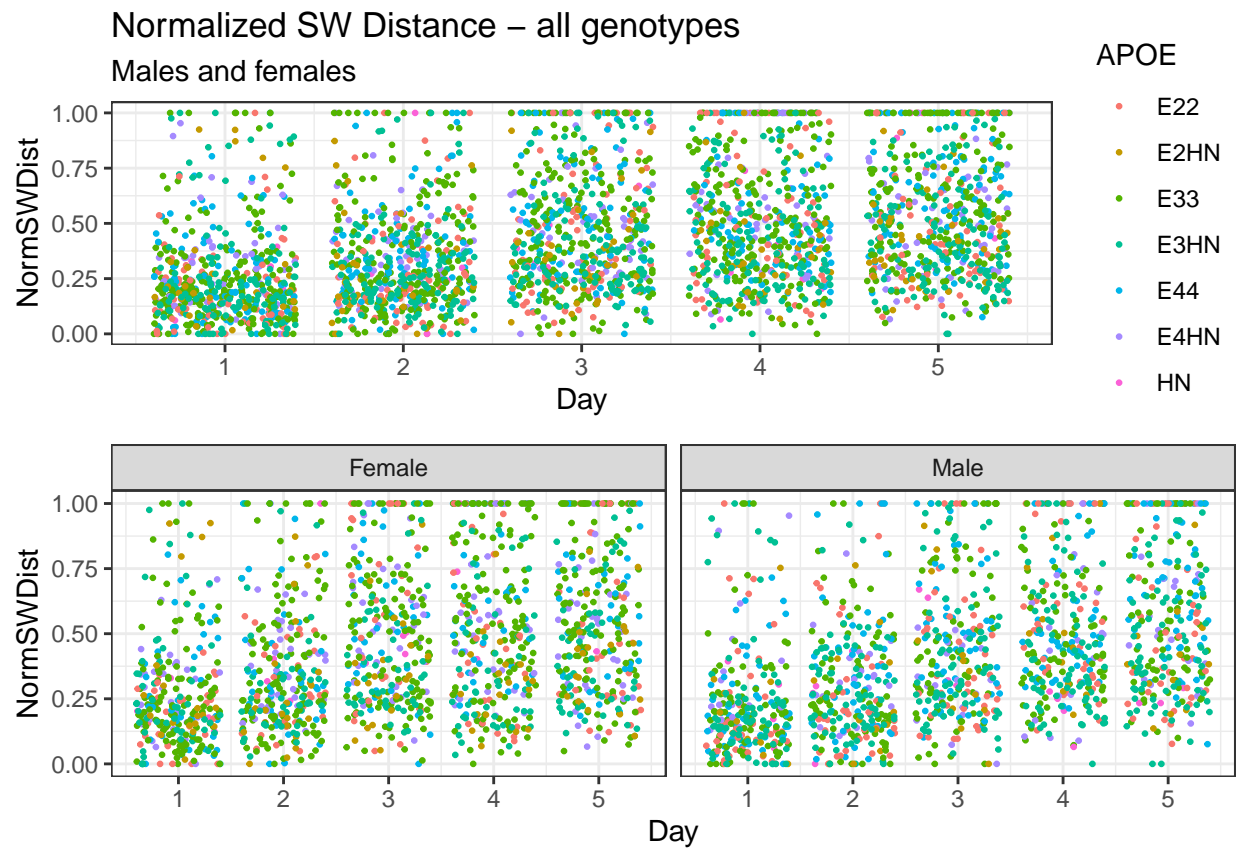 Normalized SW Distance – all genotypes
Males and females
APOE
E22
E2HN
E33
E3HN
E44
E4HN
HN
NormSWDist
1.00
0.75
0.50
0.25
0.00
1 2 3 4 5
Day
Female Male
NormSWDist
1.00
0.75
0.50
0.25
0.00
1 2 3 4 5 1 2 3 4 5
Day